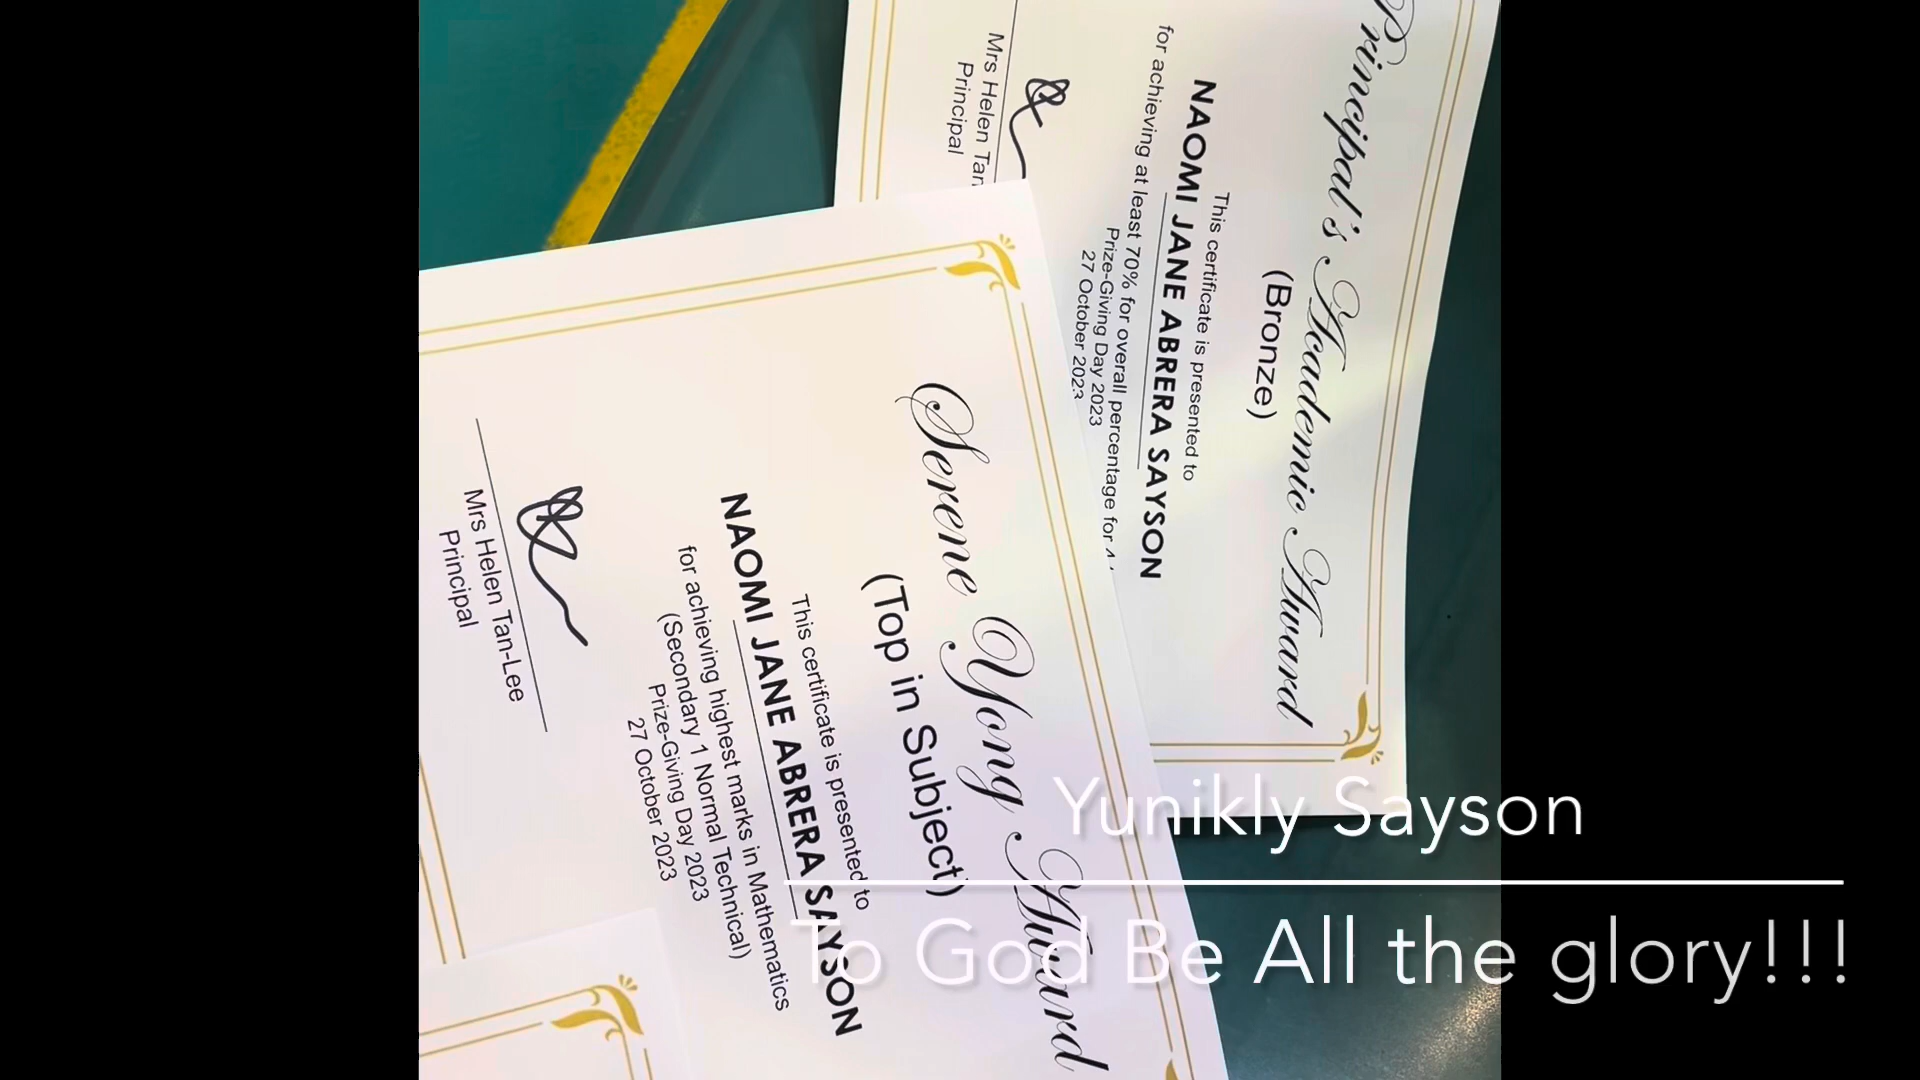 Principal's Academic Award
(Bronze)
This certificate is presented to
NAOMI JANE ABRERA SAYSON
for achieving at least 70% for overall percentage for
Prize-Giving Day 2023
27 October 2023
Mrs Helen Tan
Principal
Serene Yong Award
(Top in Subject)
This certificate is presented to
NAOMI JANE ABRERA SAYSON
for achieving highest marks in Mathematics
(Secondary 1 Normal Technical)
Prize-Giving Day 2023
27 October 2023
Mrs Helen Tan-Lee
Principal
Yunikly Sayson
To God Be All the glory!!!